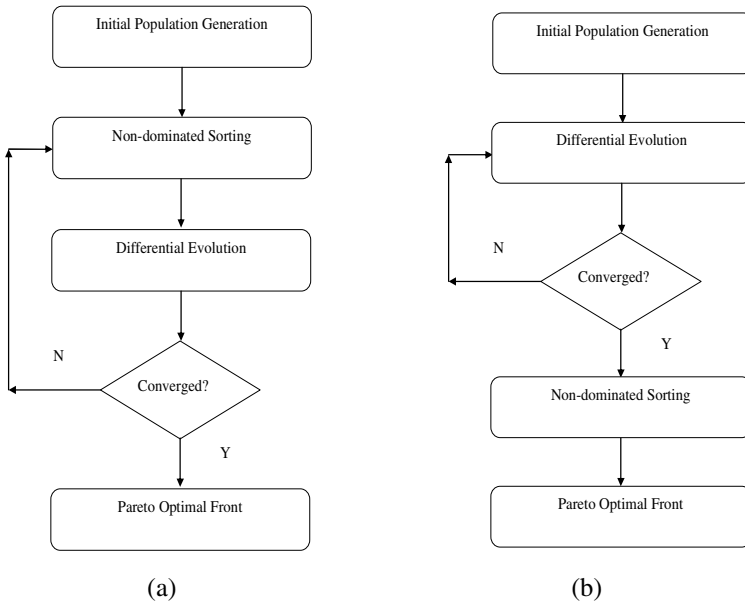 Initial Population Generation
Non-dominated Sorting
Differential Evolution
N
Converged?
Y
Pareto Optimal Front
(a)
Initial Population Generation
Differential Evolution
N
Converged?
Y
Non-dominated Sorting
Pareto Optimal Front
(b)